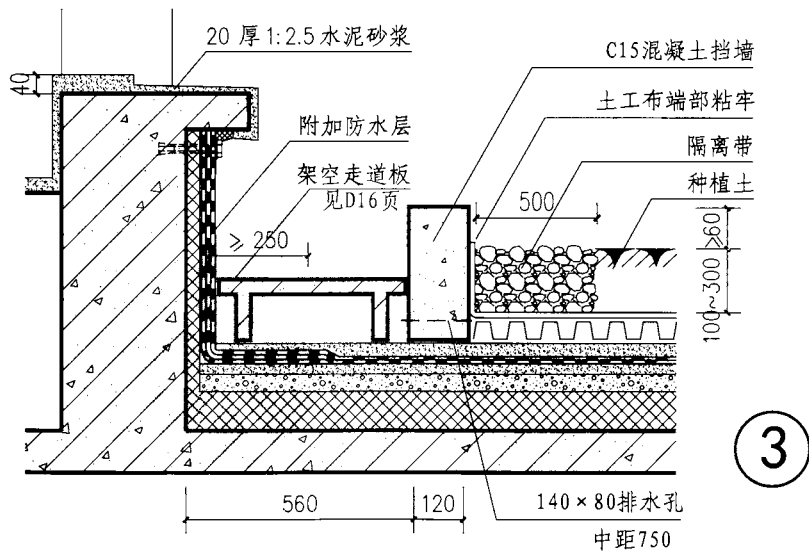 20 厚1:2.5水泥砂浆
C15混凝土挡墙
40
土工布端部粘牢
附加防水层
隔离带
架空走道板
见D16页
种植土
500
≥60
≥ 250
100~300
3
560
120
140×80排水孔
中距750